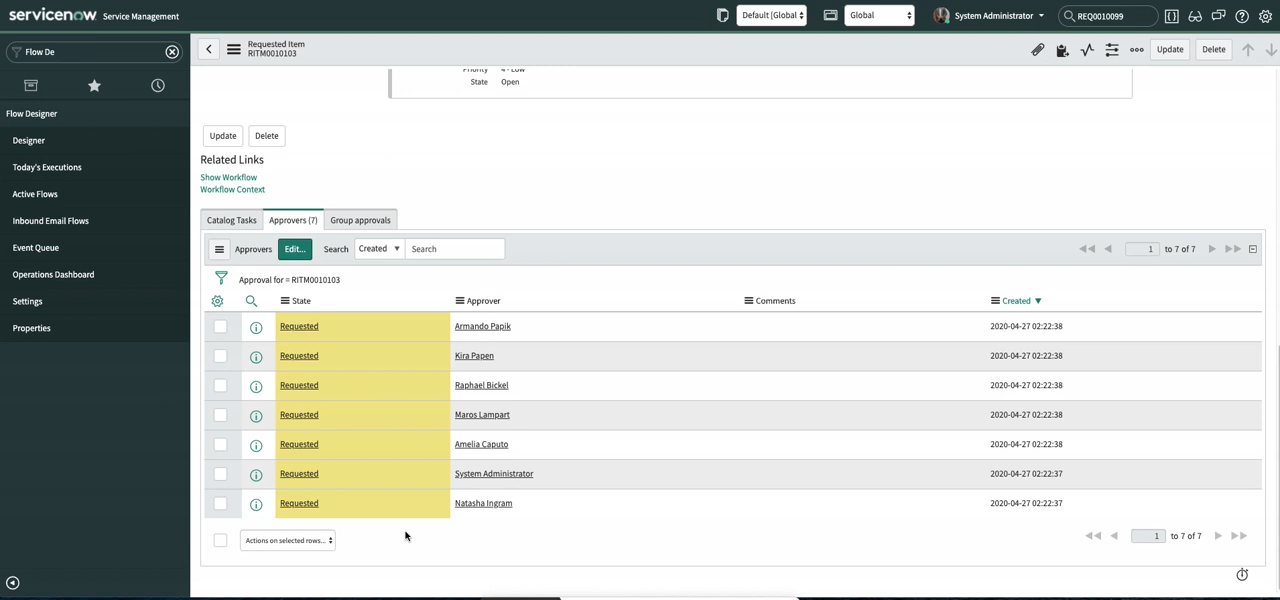 servicenow Service Management
Default [Global
Global
System Administrator
REQ0010099
Flow De
Requested Item
RITM0010103
Update
Delete
Flow Designer
Designer
Today's Executions
Active Flows
Inbound Email Flows
Event Queue
Operations Dashboard
Settings
Properties
Priority 4 - Low
State Open
Update Delete
Related Links
Show Workflow
Workflow Context
Catalog Tasks Approvers (7) Group approvals
Approvers Edit... Search Created Search 1 to 7 of 7
Approval for = RITM0010103
State Approver Comments Created
Requested Armando Papik 2020-04-27 02:22:38
Requested Kira Papen 2020-04-27 02:22:38
Requested Raphael Bickel 2020-04-27 02:22:38
Requested Maros Lampart 2020-04-27 02:22:38
Requested Amelia Caputo 2020-04-27 02:22:38
Requested System Administrator 2020-04-27 02:22:37
Requested Natasha Ingram 2020-04-27 02:22:37
Actions on selected rows... 1 to 7 of 7